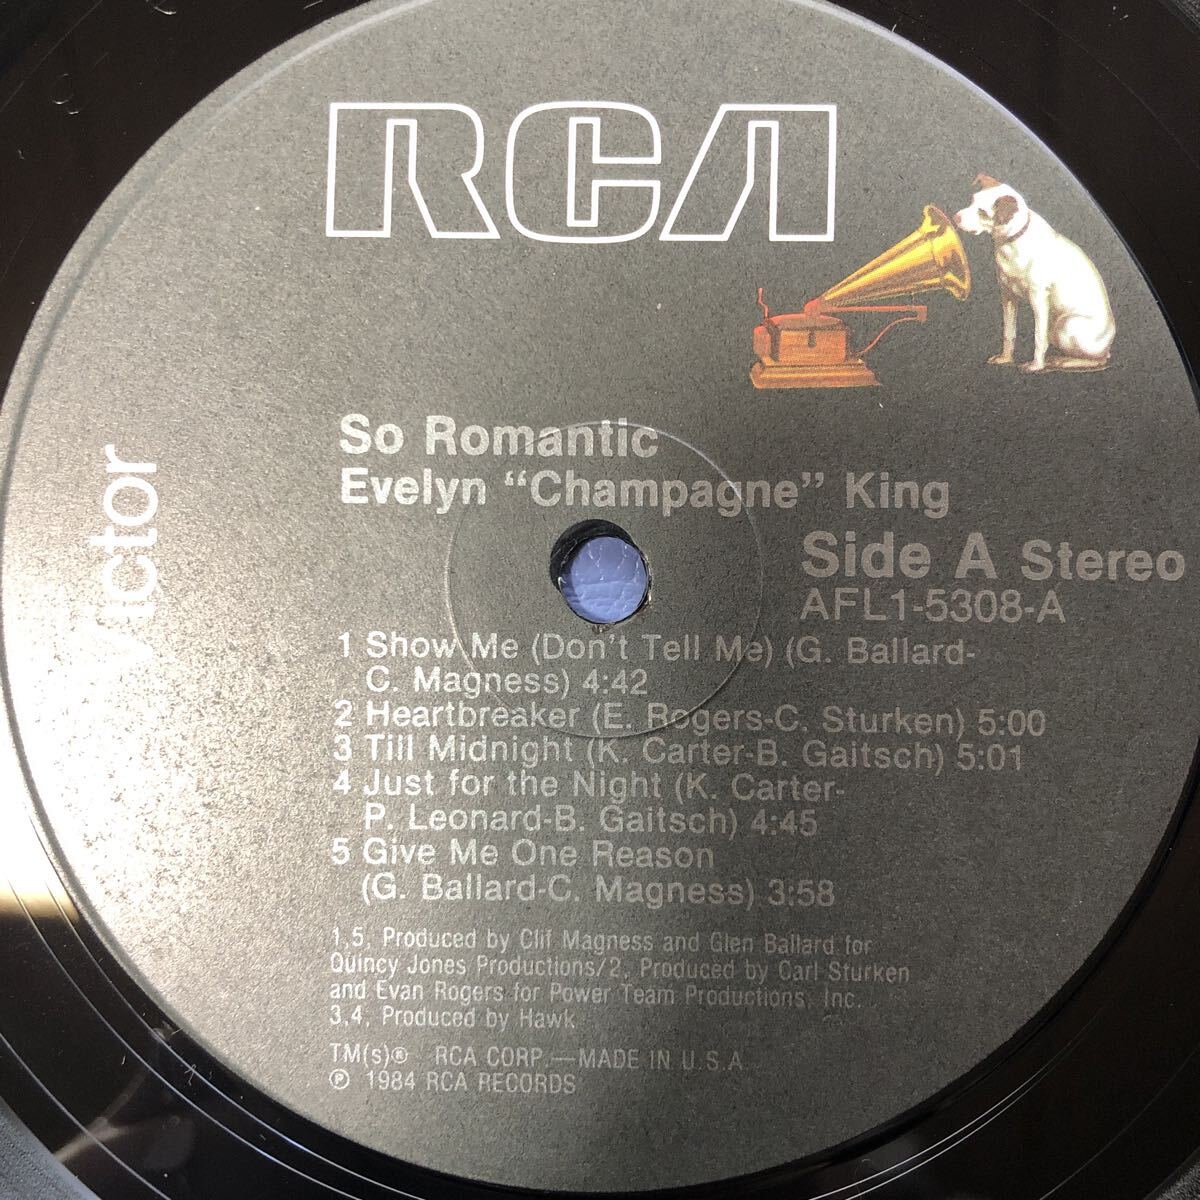 RCA
Victor
So Romantic
Evelyn “Champagne” King
Side A Stereo
AFL1-5308-A
1 Show Me (Don't Tell Me) (G. Ballard-
C. Magness) 4:42
2 Heartbreaker (E. Rogers-C. Sturken) 5:00
3 Till Midnight (K. Carter-B. Gaitsch) 5:01
4 Just for the Night (K. Carter-
P. Leonard-B. Gaitsch) 4:45
5 Give Me One Reason
(G. Ballard-C. Magness) 3:58
1,5, Produced by Clif Magness and Glen Ballard for
Quincy Jones Productions/2, Produced by Carl Sturken
and Evan Rogers for Power Team Productions, Inc.
3,4, Produced by Hawk
TM(s)® RCA CORP.—MADE IN U.S.A.
℗ 1984 RCA RECORDS